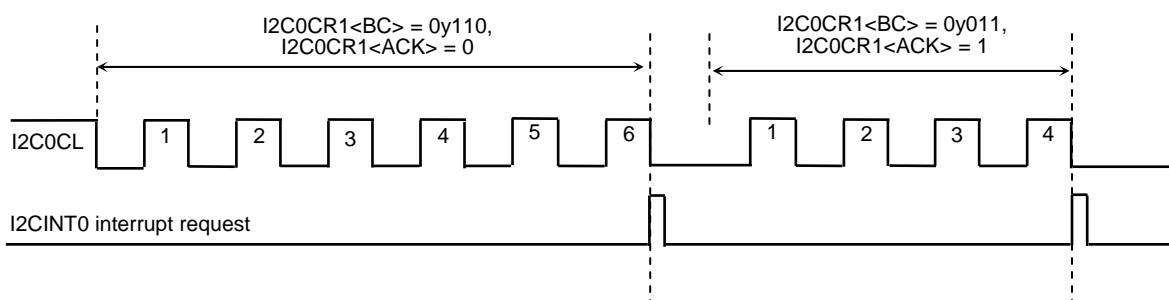 I2C0CR1<BC> = 0y110,
I2C0CR1<ACK> = 0
I2C0CR1<BC> = 0y011,
I2C0CR1<ACK> = 1
I2C0CL
1 2 3 4 5 6 1 2 3 4
I2CINT0 interrupt request